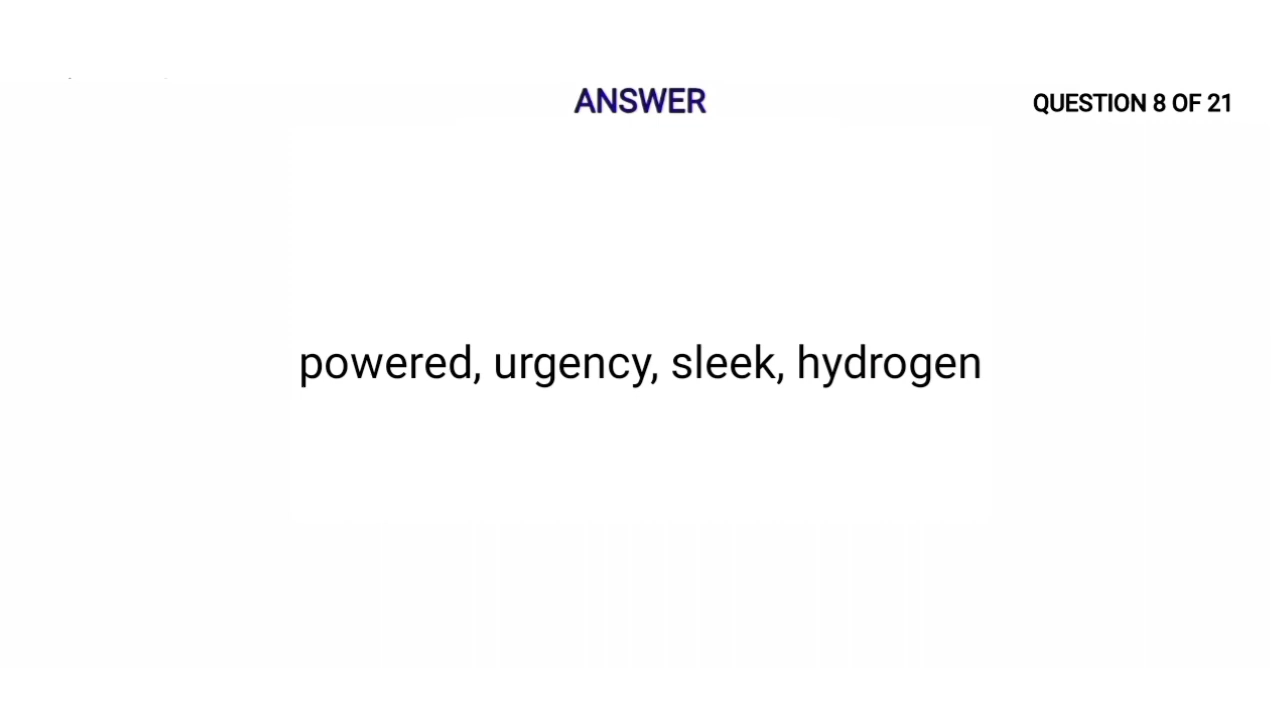 ANSWER
QUESTION 8 OF 21
powered, urgency, sleek, hydrogen